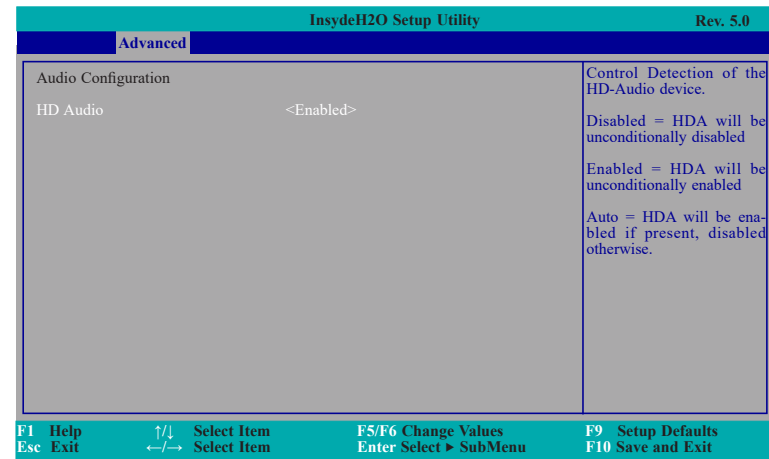 InsydeH2O Setup Utility Rev. 5.0
Advanced
Audio Configuration
HD Audio <Enabled>
Control Detection of the
HD-Audio device.
Disabled = HDA will be
unconditionally disabled
Enabled = HDA will be
unconditionally enabled
Auto = HDA will be ena-
bled if present, disabled
otherwise.
F1 Help ↑/↓ Select Item F5/F6 Change Values F9 Setup Defaults
Esc Exit ←/→ Select Item Enter Select ► SubMenu F10 Save and Exit